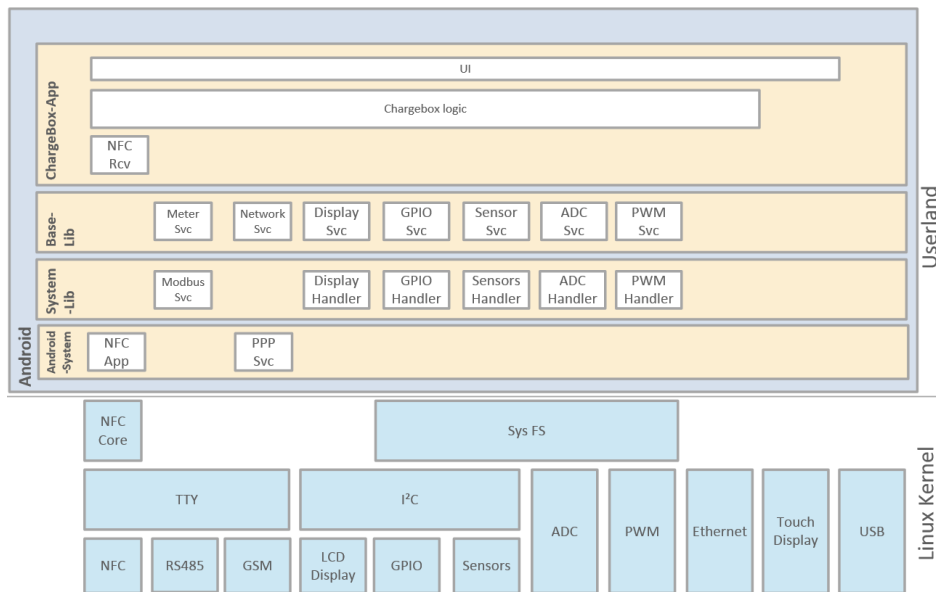 UI
Chargebox logic
ChargeBox-App
NFC
Rcv
Userland
Base-
Lib
Meter
Svc
Network
Svc
Display
Svc
GPIO
Svc
Sensor
Svc
ADC
Svc
PWM
Svc
System
-Lib
Modbus
Svc
Display
Handler
GPIO
Handler
Sensors
Handler
ADC
Handler
PWM
Handler
Android
Android
-System
NFC
App
PPP
Svc
NFC
Core
Sys FS
Linux Kernel
TTY
I²C
ADC
PWM
Ethernet
Touch
Display
USB
NFC
RS485
GSM
LCD
Display
GPIO
Sensors